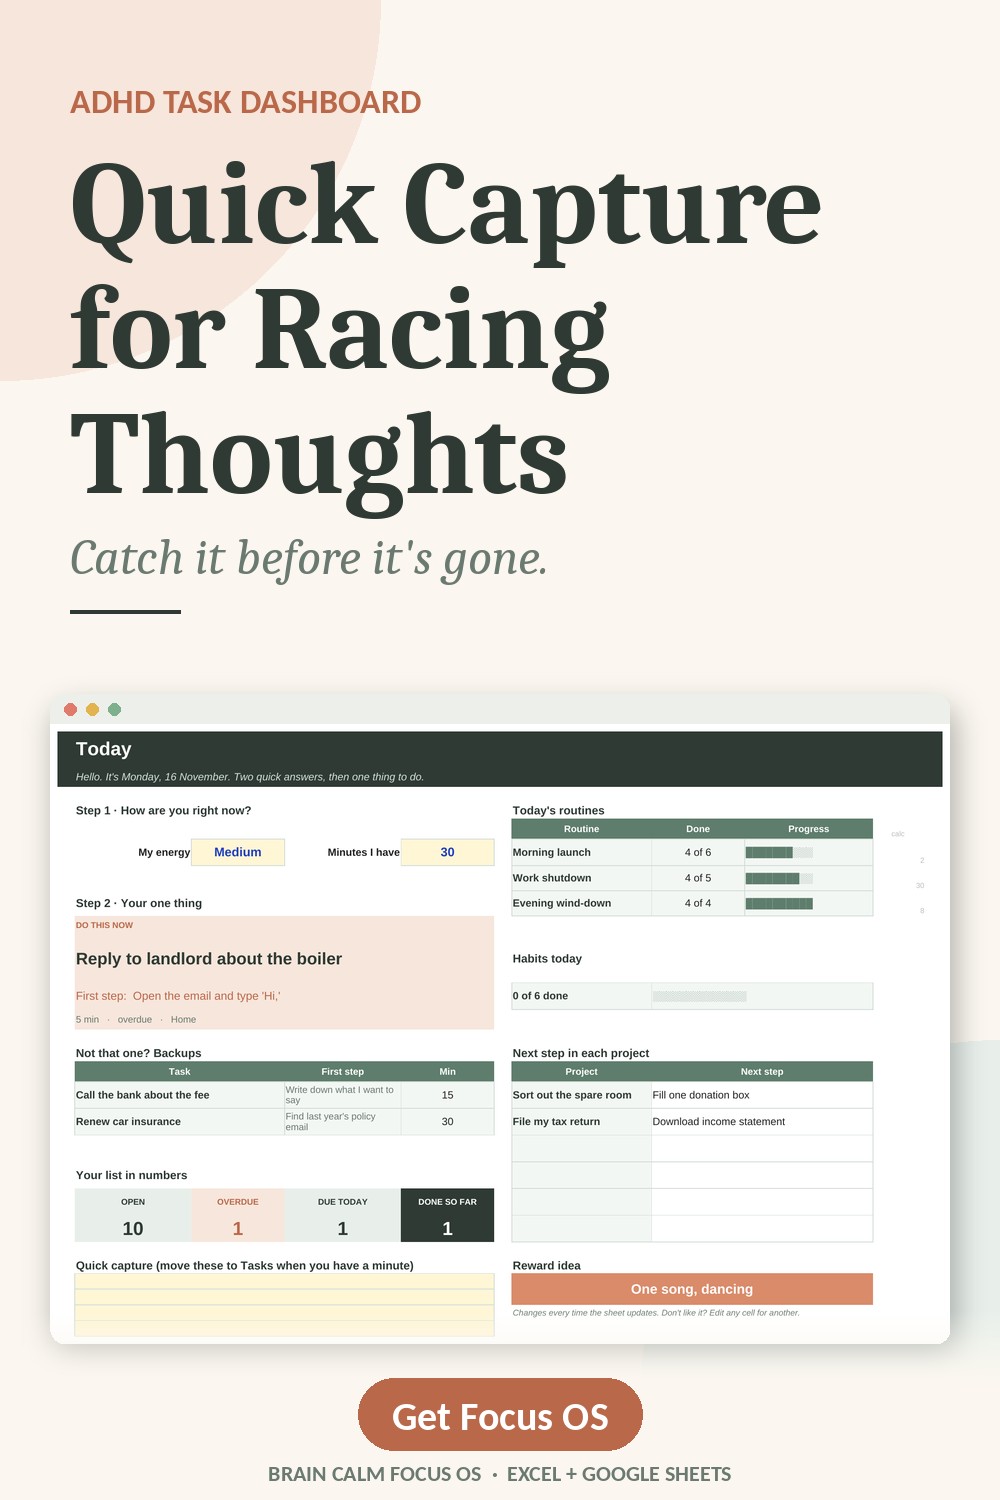 ADHD TASK DASHBOARD
Quick Capture
for Racing
Thoughts
Catch it before it's gone.
Today
Hello. It's Monday, 16 November. Two quick answers, then one thing to do.
Step 1 · How are you right now?
My energy Medium Minutes I have 30
Step 2 · Your one thing
DO THIS NOW
Reply to landlord about the boiler
First step: Open the email and type 'Hi,'
5 min · overdue · Home
Not that one? Backups
Task First step Min
Call the bank about the fee Write down what I want to say 15
Renew car insurance Find last year's policy email 30
Your list in numbers
OPEN OVERDUE DUE TODAY DONE SO FAR
10 1 1 1
Quick capture (move these to Tasks when you have a minute)
Today's routines
Routine Done Progress
calc
Morning launch 4 of 6
2
Work shutdown 4 of 5
30
Evening wind-down 4 of 4
8
Habits today
0 of 6 done
Next step in each project
Project Next step
Sort out the spare room Fill one donation box
File my tax return Download income statement
Reward idea
One song, dancing
Changes every time the sheet updates. Don't like it? Edit any cell for another.
Get Focus OS
BRAIN CALM FOCUS OS · EXCEL + GOOGLE SHEETS